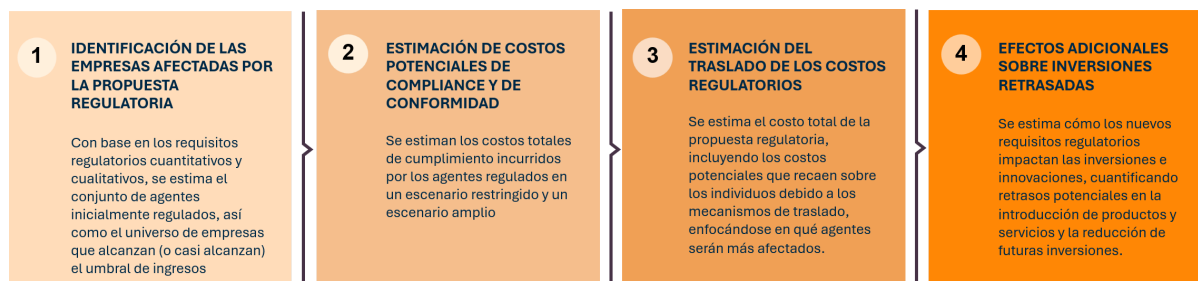 1
IDENTIFICACIÓN DE LAS
EMPRESAS AFECTADAS POR
LA PROPUESTA
REGULATORIA
Con base en los requisitos
regulatorios cuantitativos y
cualitativos, se estima el
conjunto de agentes
inicialmente regulados, así
como el universo de empresas
que alcanzan (o casi alcanzan)
el umbral de ingresos
2
ESTIMACIÓN DE COSTOS
POTENCIALES DE
COMPLIANCE Y DE
CONFORMIDAD
Se estiman los costos totales
de cumplimiento incurridos
por los agentes regulados en
un escenario restringido y un
escenario amplio
3
ESTIMACIÓN DEL
TRASLADO DE LOS COSTOS
REGULATORIOS
Se estima el costo total de la
propuesta regulatoria,
incluyendo los costos
potenciales que recaen sobre
los individuos debido a los
mecanismos de traslado,
enfocándose en qué agentes
serán más afectados.
4
EFECTOS ADICIONALES
SOBRE INVERSIONES
RETRASADAS
Se estima cómo los nuevos
requisitos regulatorios
impactan las inversiones e
innovaciones, cuantificando
retrasos potenciales en la
introducción de productos y
servicios y la reducción de
futuras inversiones.